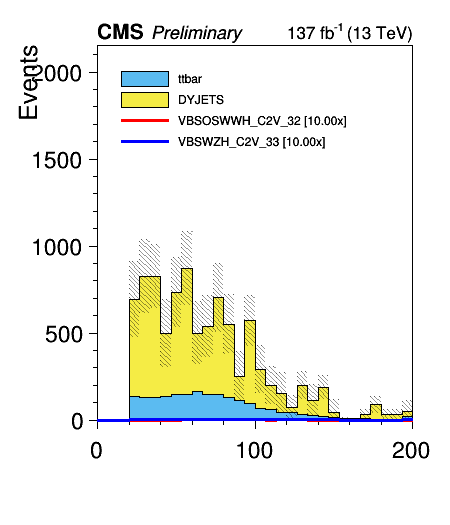 CMS Preliminary 137 fb⁻¹ (13 TeV)
Events
2000
1500
1000
500
0
ttbar
DYJETS
VBSOSWWH_C2V_32 [10.00x]
VBSWZH_C2V_33 [10.00x]
0 100 200